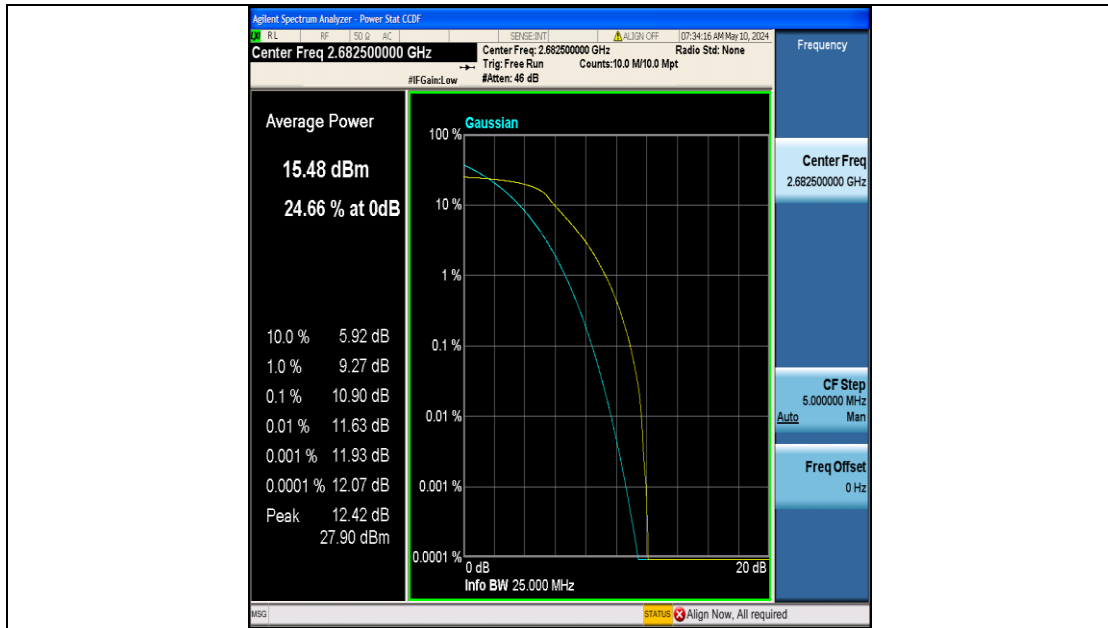 Agilent Spectrum Analyzer - Power Stat CCDF
RL RF 50 Ω AC SENSE:INT ALIGN OFF 07:34:16 AM May 10, 2024
Center Freq 2.682500000 GHz
Center Freq: 2.682500000 GHz Radio Std: None
Trig: Free Run Counts:10.0 M/10.0 Mpt
#IFGain:Low #Atten: 46 dB
Frequency
Average Power
15.48 dBm
24.66 % at 0dB
10.0 % 5.92 dB
1.0 % 9.27 dB
0.1 % 10.90 dB
0.01 % 11.63 dB
0.001 % 11.93 dB
0.0001 % 12.07 dB
Peak 12.42 dB
27.90 dBm
Gaussian
100 %
10 %
1 %
0.1 %
0.01 %
0.001 %
0.0001 %
0 dB 20 dB
Info BW 25.000 MHz
Center Freq
2.682500000 GHz
CF Step
5.000000 MHz
Auto Man
Freq Offset
0 Hz
MSG STATUS Align Now, All required